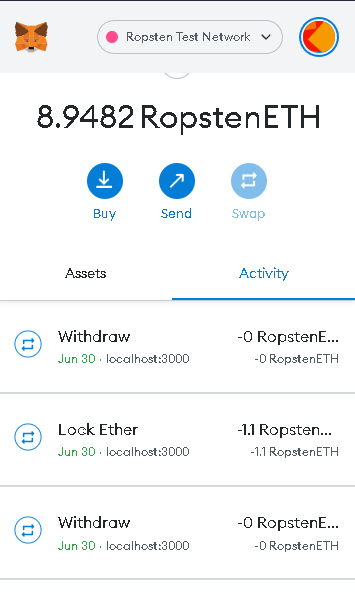 Ropsten Test Network
8.9482 RopstenETH
Buy Send Swap
Assets Activity
Withdraw -0 RopstenE...
Jun 30 · localhost:3000 -0 RopstenETH
Lock Ether -1.1 Ropsten...
Jun 30 · localhost:3000 -1.1 RopstenETH
Withdraw -0 RopstenE...
Jun 30 · localhost:3000 -0 RopstenETH